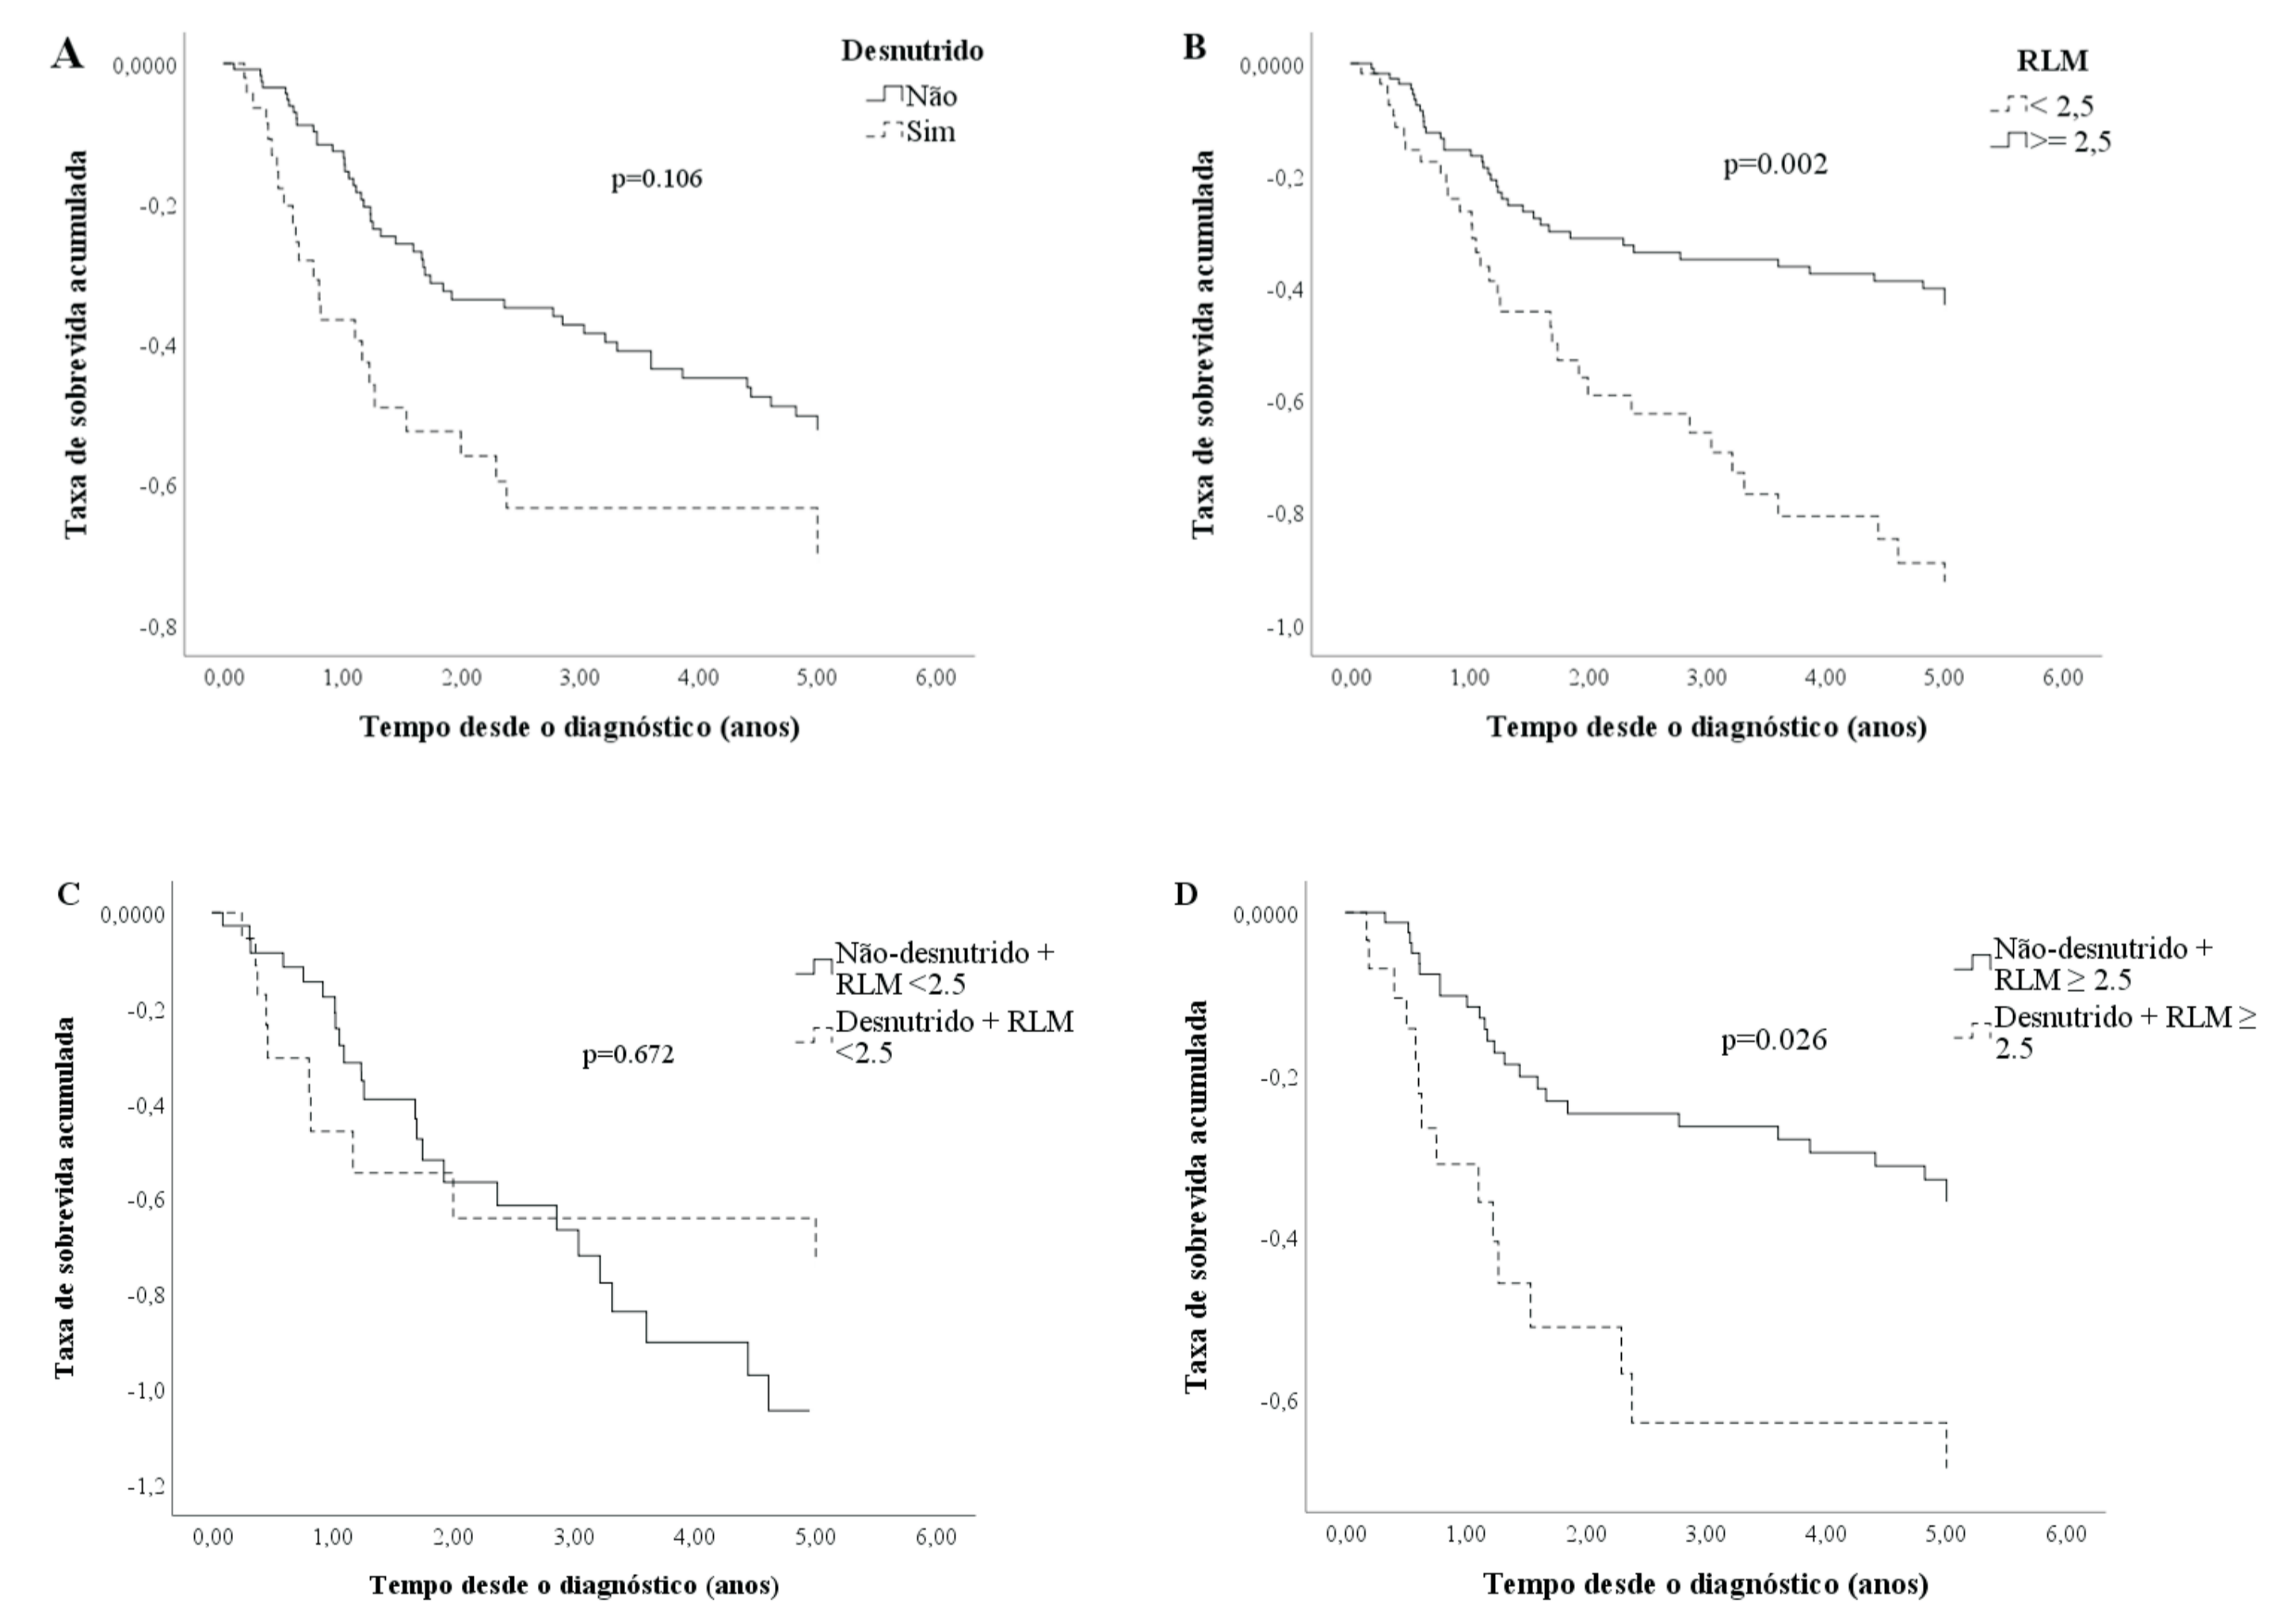 A
Desnutrido
Não
Sim
p=0.106
0,0000
-0,2
-0,4
-0,6
-0,8
Taxa de sobrevida acumulada
0,00 1,00 2,00 3,00 4,00 5,00 6,00
Tempo desde o diagnóstico (anos)
B
RLM
< 2,5
>= 2,5
p=0.002
0,0000
-0,2
-0,4
-0,6
-0,8
-1,0
Taxa de sobrevida acumulada
0,00 1,00 2,00 3,00 4,00 5,00 6,00
Tempo desde o diagnóstico (anos)
C
Não-desnutrido +
RLM <2.5
Desnutrido + RLM
<2.5
p=0.672
0,0000
-0,2
-0,4
-0,6
-0,8
-1,0
-1,2
Taxa de sobrevida acumulada
0,00 1,00 2,00 3,00 4,00 5,00 6,00
Tempo desde o diagnóstico (anos)
D
Não-desnutrido +
RLM ≥ 2.5
Desnutrido + RLM ≥
2.5
p=0.026
0,0000
-0,2
-0,4
-0,6
Taxa de sobrevida acumulada
0,00 1,00 2,00 3,00 4,00 5,00 6,00
Tempo desde o diagnóstico (anos)